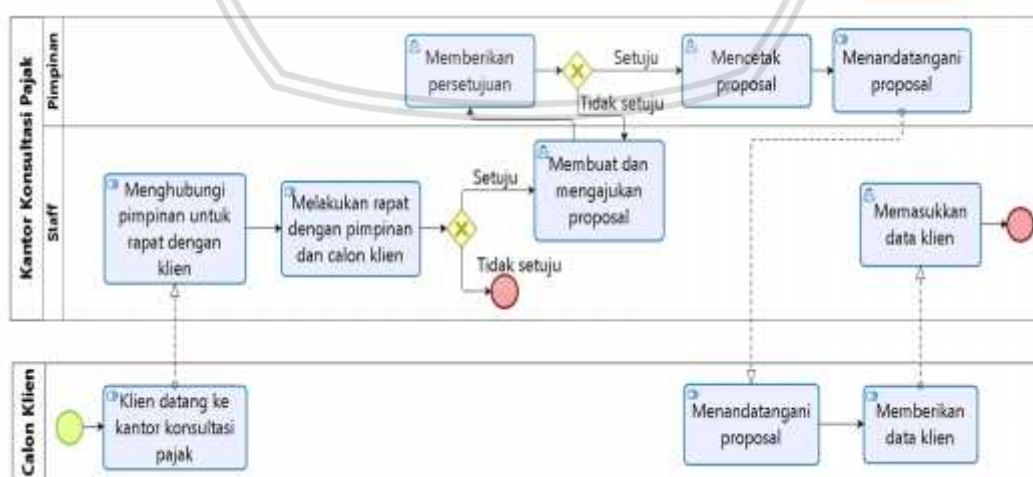 Kantor Konsultasi Pajak
Pimpinan
Memberikan
persetujuan
Setuju
Tidak setuju
Mencetak
proposal
Menandatangani
proposal
Staff
Menghubungi
pimpinan untuk
rapat dengan
klien
Melakukan rapat
dengan pimpinan
dan calon klien
Setuju
Tidak setuju
Membuat dan
mengajukan
proposal
Memasukkan
data klien
Calon Klien
Klien datang ke
kantor konsultasi
pajak
Menandatangani
proposal
Memberikan
data klien